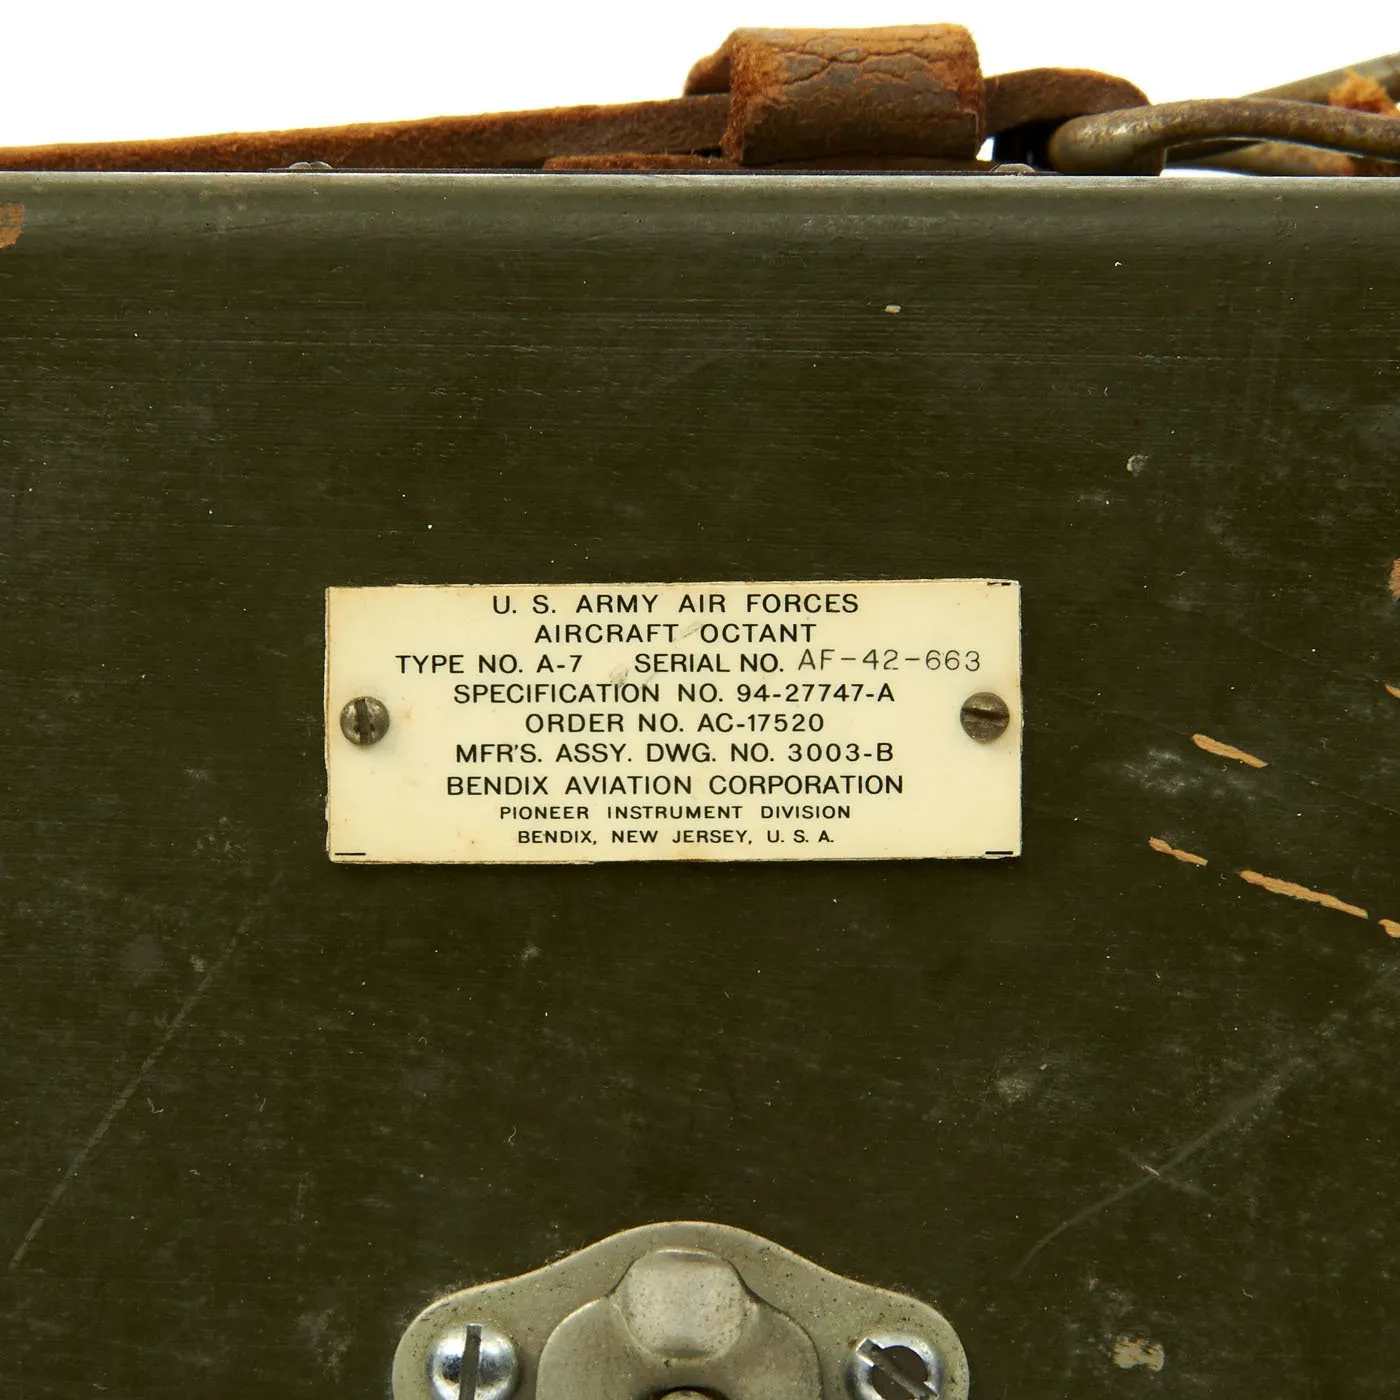 U. S. ARMY AIR FORCES
AIRCRAFT OCTANT
TYPE NO. A-7 SERIAL NO. AF-42-663
SPECIFICATION NO. 94-27747-A
ORDER NO. AC-17520
MFR'S. ASSY. DWG. NO. 3003-B
BENDIX AVIATION CORPORATION
PIONEER INSTRUMENT DIVISION
BENDIX, NEW JERSEY, U. S. A.